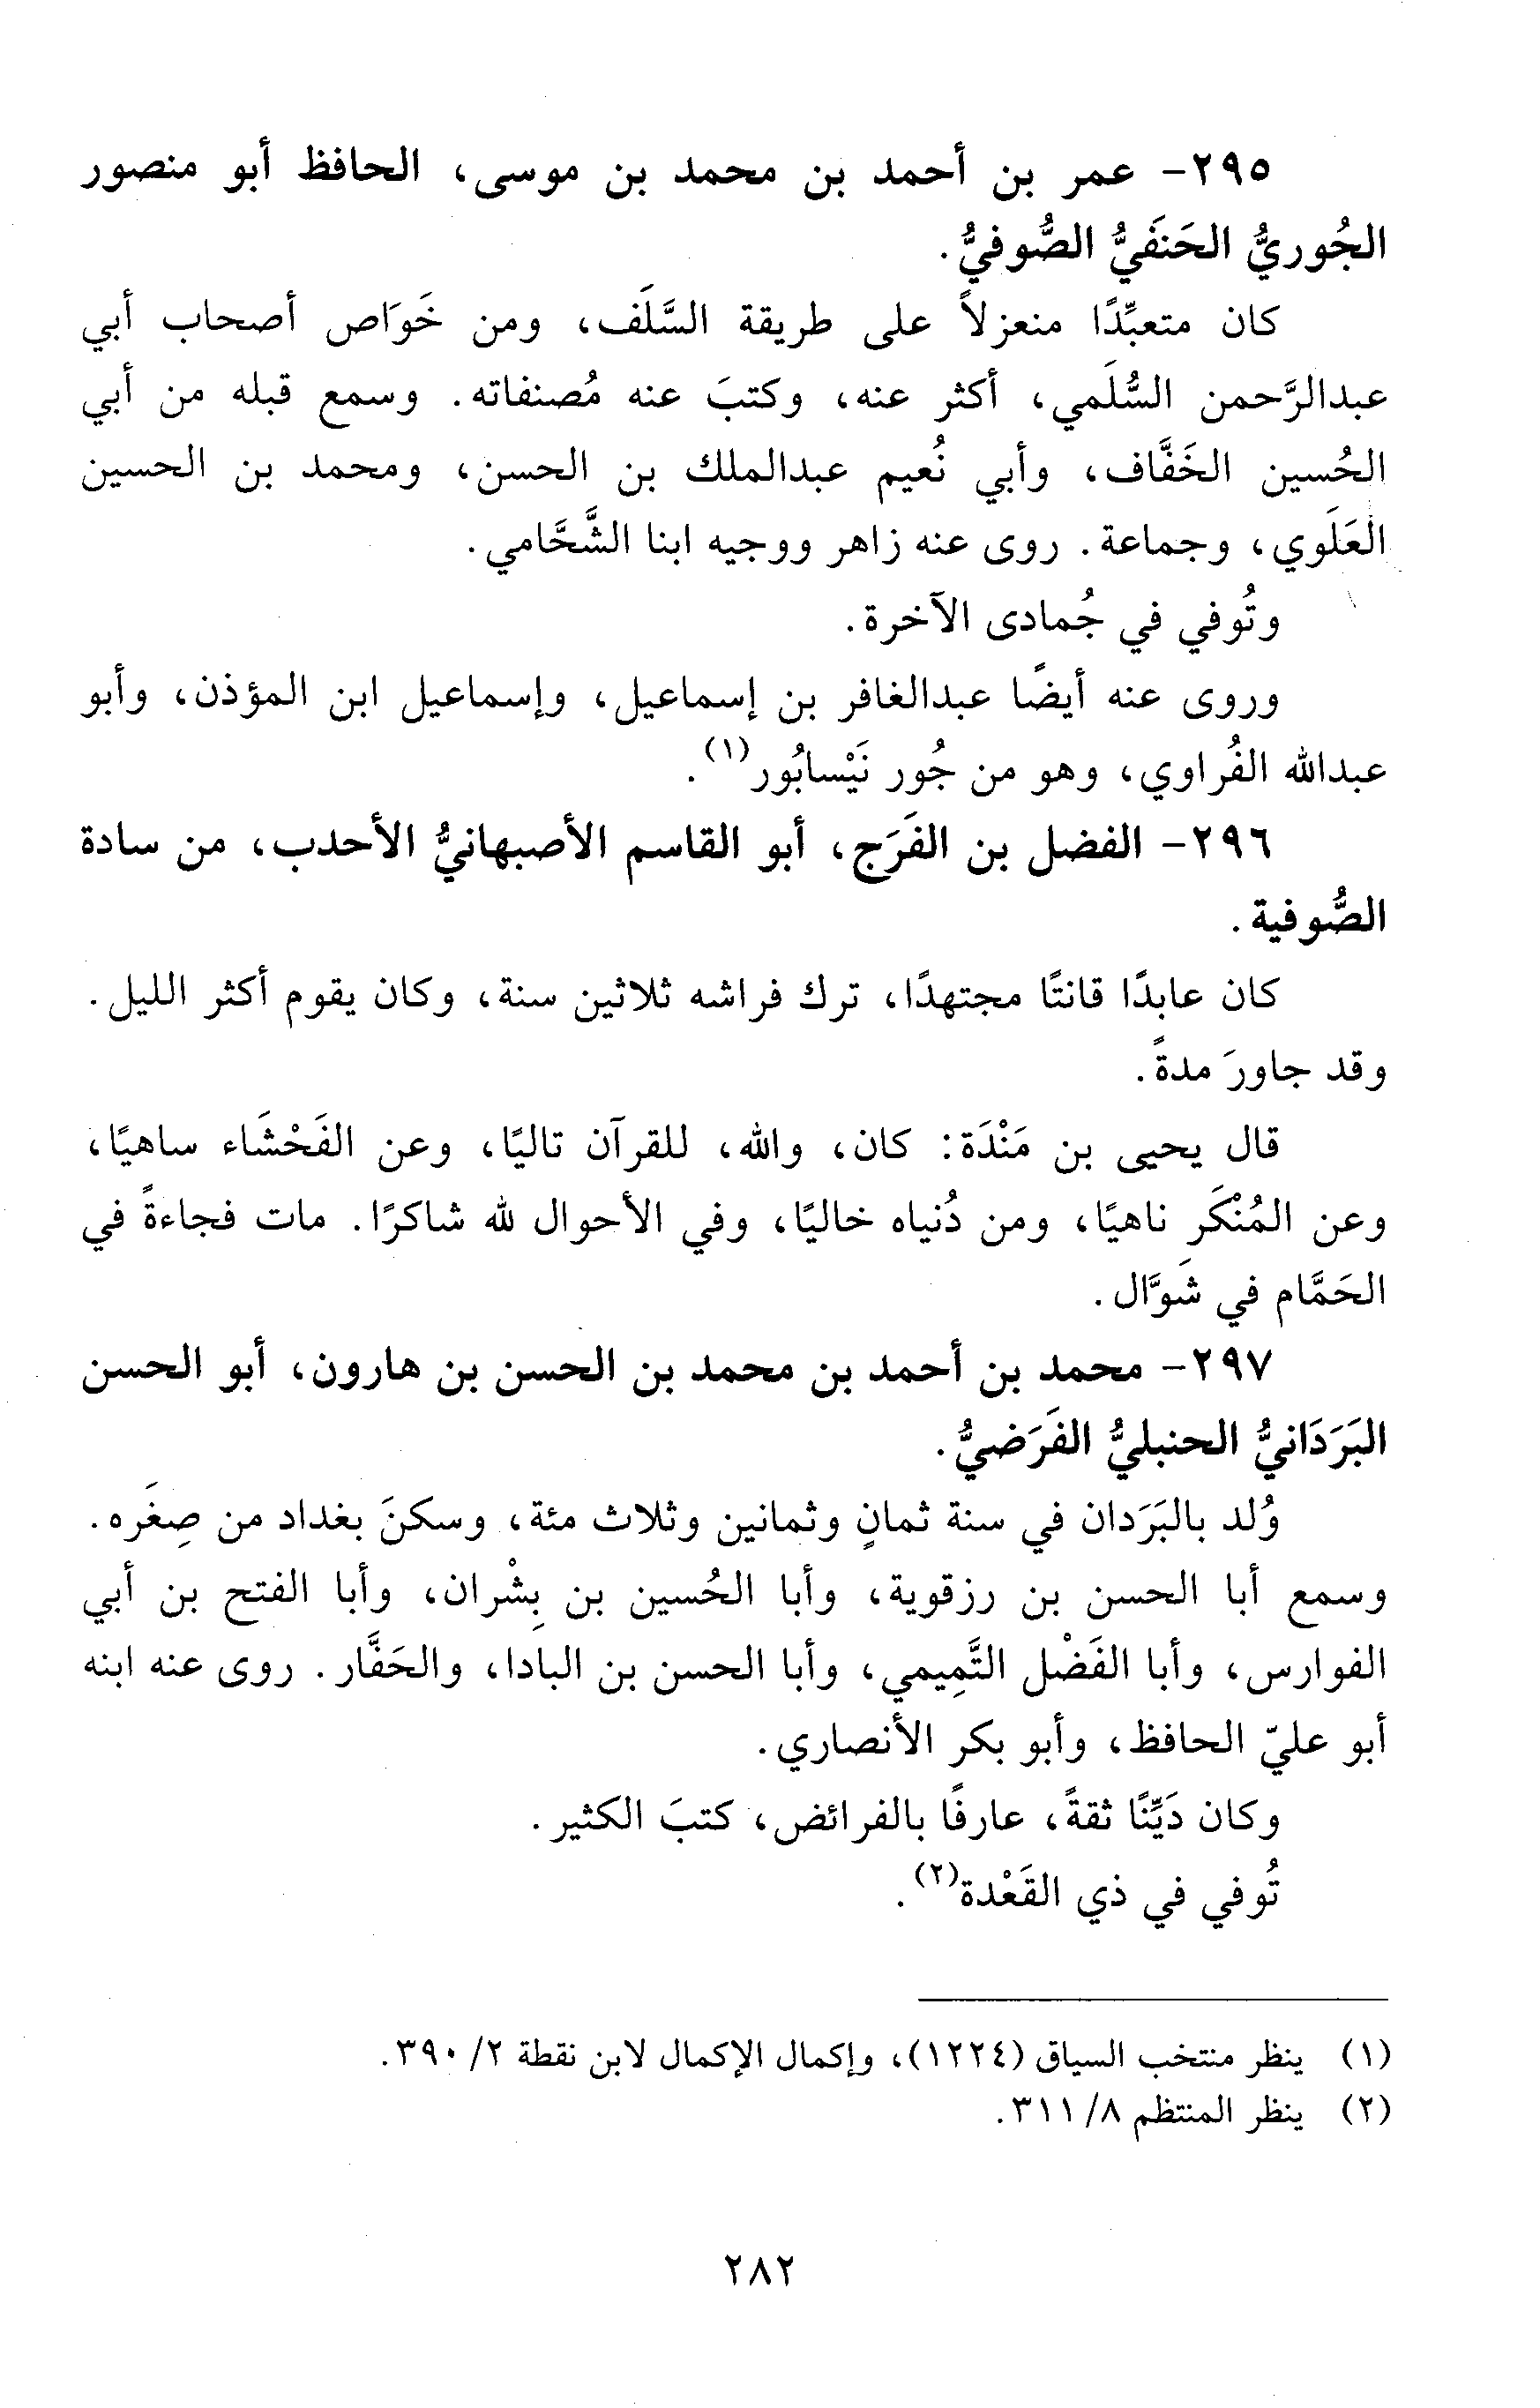 ٢٩٥- عمر بن أحمد بن محمد بن موسى، الحافظ أبو منصور
الجُوريُّ الحَنَفيُّ الصُّوفيُّ.
كان متعبِّدًا منعزلاً على طريقة السَّلَف، ومن خَوَاص أصحاب أبي
عبدالرَّحمن السُّلَمي، أكثر عنه، وكتبَ عنه مُصنفاته. وسمع قبله من أبي
الحُسين الخَفَّاف، وأبي نُعيم عبدالملك بن الحسن، ومحمد بن الحسين
العَلَوي، وجماعة. روى عنه زاهر ووجيه ابنا الشَّحَّامي.
وتُوفي في جُمادى الآخرة.
وروى عنه أيضًا عبدالغافر بن إسماعيل، وإسماعيل ابن المؤذن، وأبو
عبدالله الفُراوي، وهو من جُور نَيْسابُور(١).
٢٩٦- الفضل بن الفَرَج، أبو القاسم الأصبهانيُّ الأحدب، من سادة
الصُّوفية.
كان عابدًا قانتًا مجتهدًا، ترك فراشه ثلاثين سنة، وكان يقوم أكثر الليل.
وقد جاورَ مدةً.
قال يحيى بن مَنْدَة: كان، والله، للقرآن تاليًا، وعن الفَحْشَاء ساهيًا،
وعن المُنْكَر ناهيًا، ومن دُنياه خاليًا، وفي الأحوال لله شاكرًا. مات فجاءةً في
الحَمَّام في شَوَّال.
٢٩٧- محمد بن أحمد بن محمد بن الحسن بن هارون، أبو الحسن
البَرَدَانيُّ الحنبليُّ الفَرَضيُّ.
وُلد بالبَرَدان في سنة ثمانٍ وثمانين وثلاث مئة، وسكنَ بغداد من صِغَره.
وسمع أبا الحسن بن رزقوية، وأبا الحُسين بن بِشْران، وأبا الفتح بن أبي
الفوارس، وأبا الفَضْل التَّمِيمي، وأبا الحسن بن البادا، والحَفَّار. روى عنه ابنه
أبو عليّ الحافظ، وأبو بكر الأنصاري.
وكان دَيِّنًا ثقةً، عارفًا بالفرائض، كتبَ الكثير.
تُوفي في ذي القَعْدة(٢).
(١) ينظر منتخب السياق (١٢٢٤)، وإكمال الإكمال لابن نقطة ٢/ ٣٩٠.
(٢) ينظر المنتظم ٨/ ٣١١.
٢٨٢